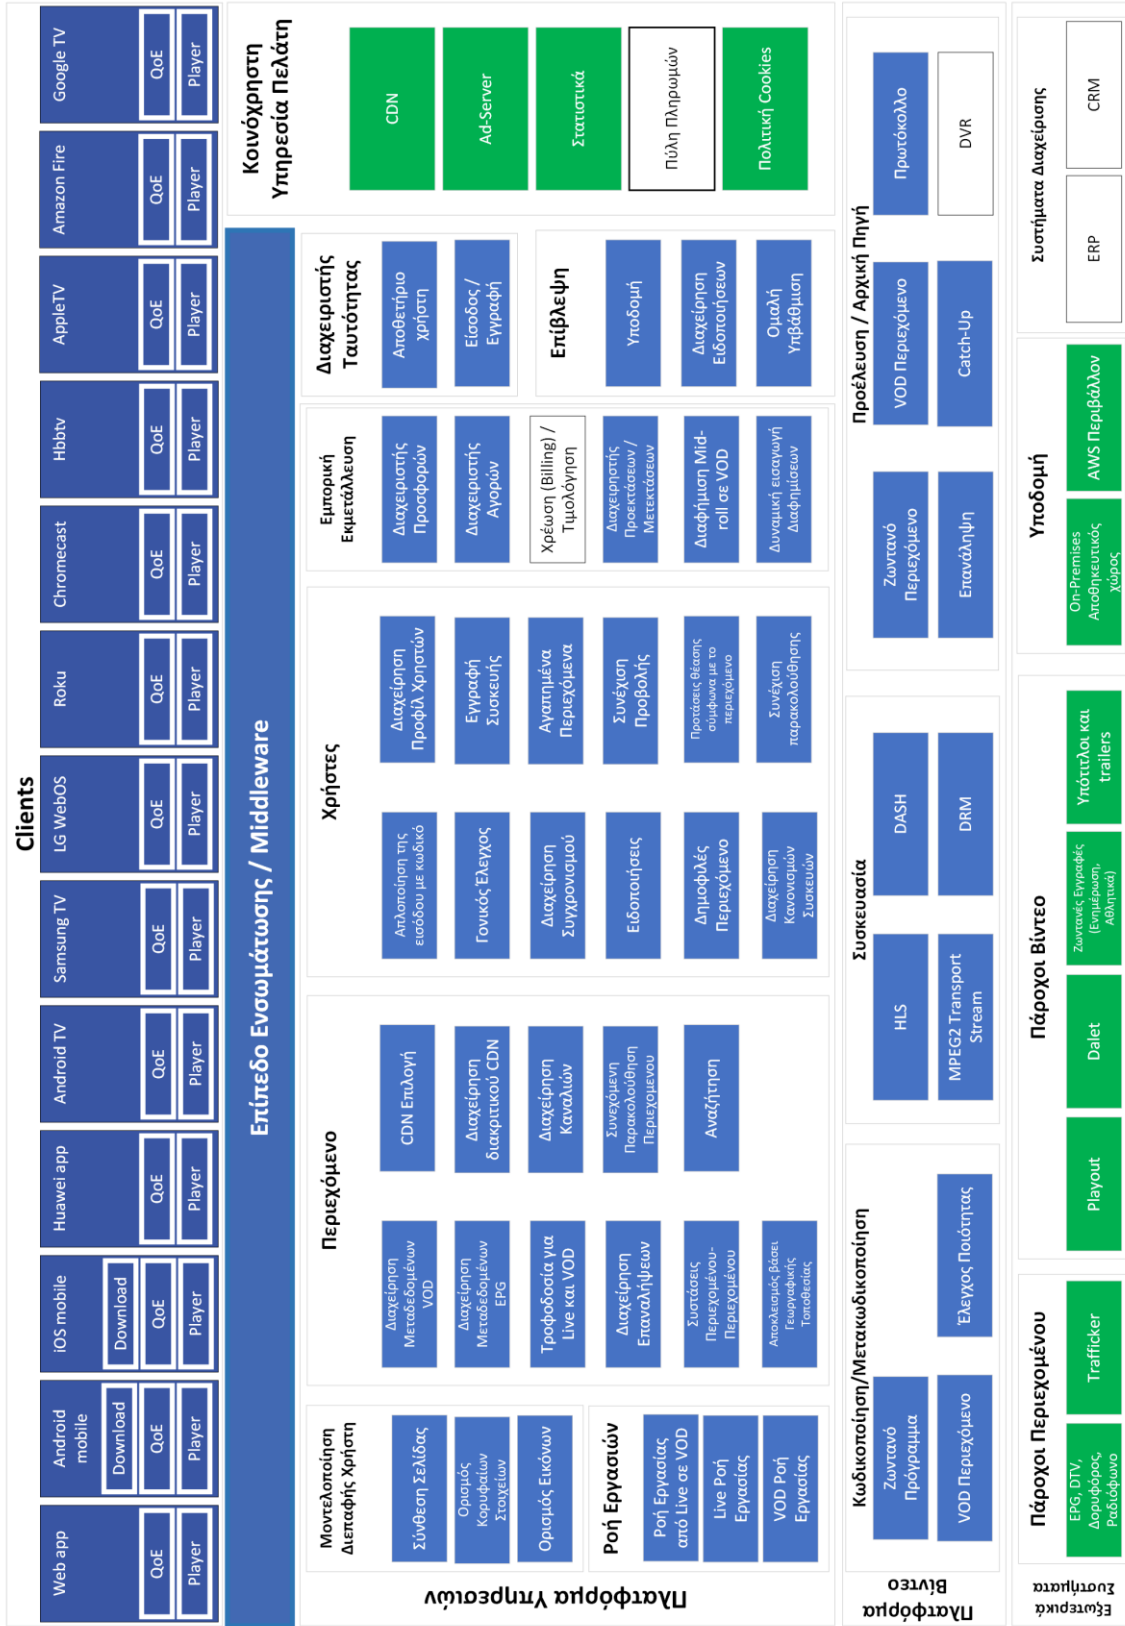 Clients
Web app
QoE
Player
Android
mobile
Download
QoE
Player
iOS mobile
Download
QoE
Player
Huawei app
QoE
Player
Android TV
QoE
Player
Samsung TV
QoE
Player
LG WebOS
QoE
Player
Roku
QoE
Player
Chromecast
QoE
Player
Hbbtv
QoE
Player
AppleTV
QoE
Player
Amazon Fire
QoE
Player
Google TV
QoE
Player
Επίπεδο Ενσωμάτωσης / Middleware
Κοινόχρηστη
Υπηρεσία Πελάτη
CDN
Ad-Server
Στατιστικά
Πύλη Πληρωμών
Πολιτική Cookies
Πλατφόρμα Υπηρεσιών
Μοντελοποίηση
Διεπαφής Χρήστη
Σύνθεση Σελίδας
Ορισμός
Κορυφαίων
Στοιχείων
Ορισμός Εικόνων
Ροή Εργασιών
Ροή Εργασίας
από Live σε VOD
Live Ροή
Εργασίας
VOD Ροή
Εργασίας
Περιεχόμενο
Διαχείρηση
Μεταδεδομένων
VOD
CDN Επιλογή
Διαχείρηση
Μεταδεδομένων
EPG
Διαχείρηση
διακριτικού CDN
Τροφοδοσία για
Live και VOD
Διαχείρηση
Καναλιών
Διαχείρηση
Επαναλήψεων
Συνεχόμενη
Παρακολούθηση
Περιεχομενου
Συστάσεις
Περιεχομένου-
Περιεχομένου
Αναζήτηση
Αποκλεισμός βάσει
Γεωγραφικής
Τοποθεσίας
Χρήστες
Απλοποίηση της
εισόδου με κωδικό
Διαχείρηση
Προφίλ Χρηστών
Γονικός Έλεγχος
Εγγραφή
Συσκευής
Διαχείρηση
Συγχρονισμού
Αγαπημένα
Περιεχόμενα
Ειδοποιήσεις
Συνέχιση
Προβολής
Δημοφιλές
Περιεχόμενο
Προτάσεις θέασης
σύμφωνα με το
περιεχόμενο
Διαχείρηση
Κανονισμών
Συσκευών
Συνέχιση
παρακολούθησης
Εμπορική
Εκμετάλλευση
Διαχειριστής
Προσφορών
Διαχειριστής
Αγορών
Χρέωση (Billing) /
Τιμολόγηση
Διαχειρηστής
Προεκτάσεων /
Μετεκτάσεων
Διαφήμιση Mid-
roll σε VOD
Δυναμική εισαγωγή
Διαφημίσεων
Διαχειριστής
Ταυτότητας
Αποθετήριο
χρήστη
Είσοδος /
Εγγραφή
Επίβλεψη
Υποδομή
Διαχείρηση
Ειδοποιήσεων
Ομαλή
Υπβάθμιση
Πλατφόρμα
Βίντεο
Κωδικοποίηση/Μετακωδικοποίηση
Ζωντανό
Πρόγραμμα
VOD Περιεχόμενο
Έλεγχος Ποιότητας
Συσκευασία
HLS
DASH
MPEG2 Transport
Stream
DRM
Προέλευση / Αρχική Πηγή
Ζωντανό
Περιεχόμενο
VOD Περιεχόμενο
Πρωτόκολλο
Επανάληψη
Catch-Up
DVR
Εξωτερικά
Συστήματα
Πάροχοι Περιεχομένου
EPG, DTV,
Δορυφόρος,
Ραδιόφωνο
Trafficker
Πάροχοι Βίντεο
Playout
Dalet
Ζωντανές Εγγραφές
(Ενημέρωση,
Αθλητικά)
Υπότιτλοι και
trailers
Υποδομή
On-Premises
Αποθηκευτικός
χώρος
AWS Περιβάλλον
Συστήματα Διαχείρισης
ERP
CRM